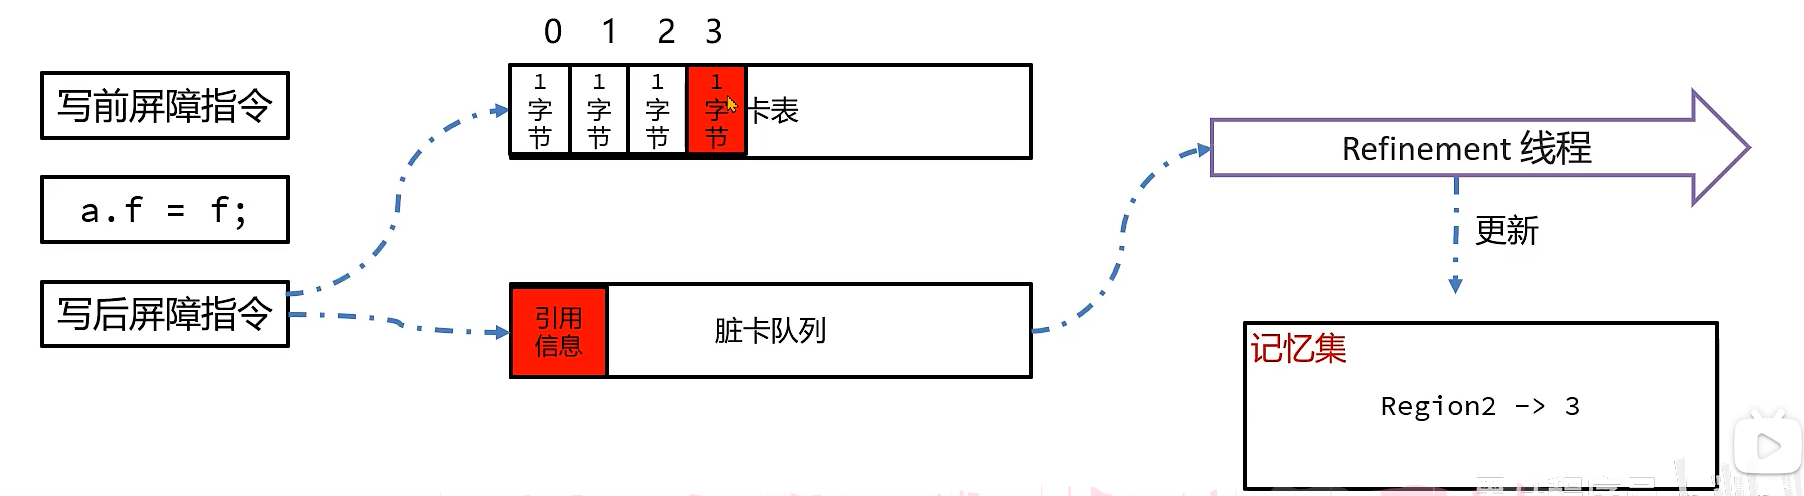 0 1 2 3
写前屏障指令
1字节 1字节 1字节 1字节 卡表
Refinement 线程
a.f = f;
更新
写后屏障指令
引用
信息
脏卡队列
记忆集
Region2 -> 3